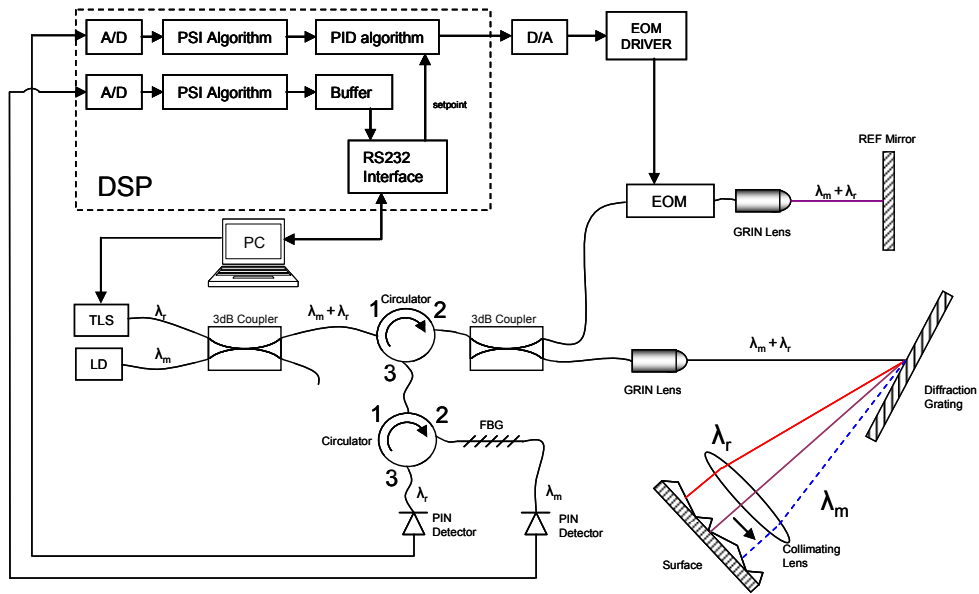 A/D
PSI Algorithm
PID algorithm
D/A
EOM
DRIVER
A/D
PSI Algorithm
Buffer
setpoint
RS232
Interface
DSP
REF Mirror
EOM
λm + λr
GRIN Lens
PC
TLS
λr
3dB Coupler
λm + λr
1
Circulator
2
3dB Coupler
LD
λm
3
GRIN Lens
λm + λr
Diffraction
Grating
1
2
Circulator
FBG
3
λr
λm
λr
λm
PIN
Detector
PIN
Detector
Surface
Collimating
Lens